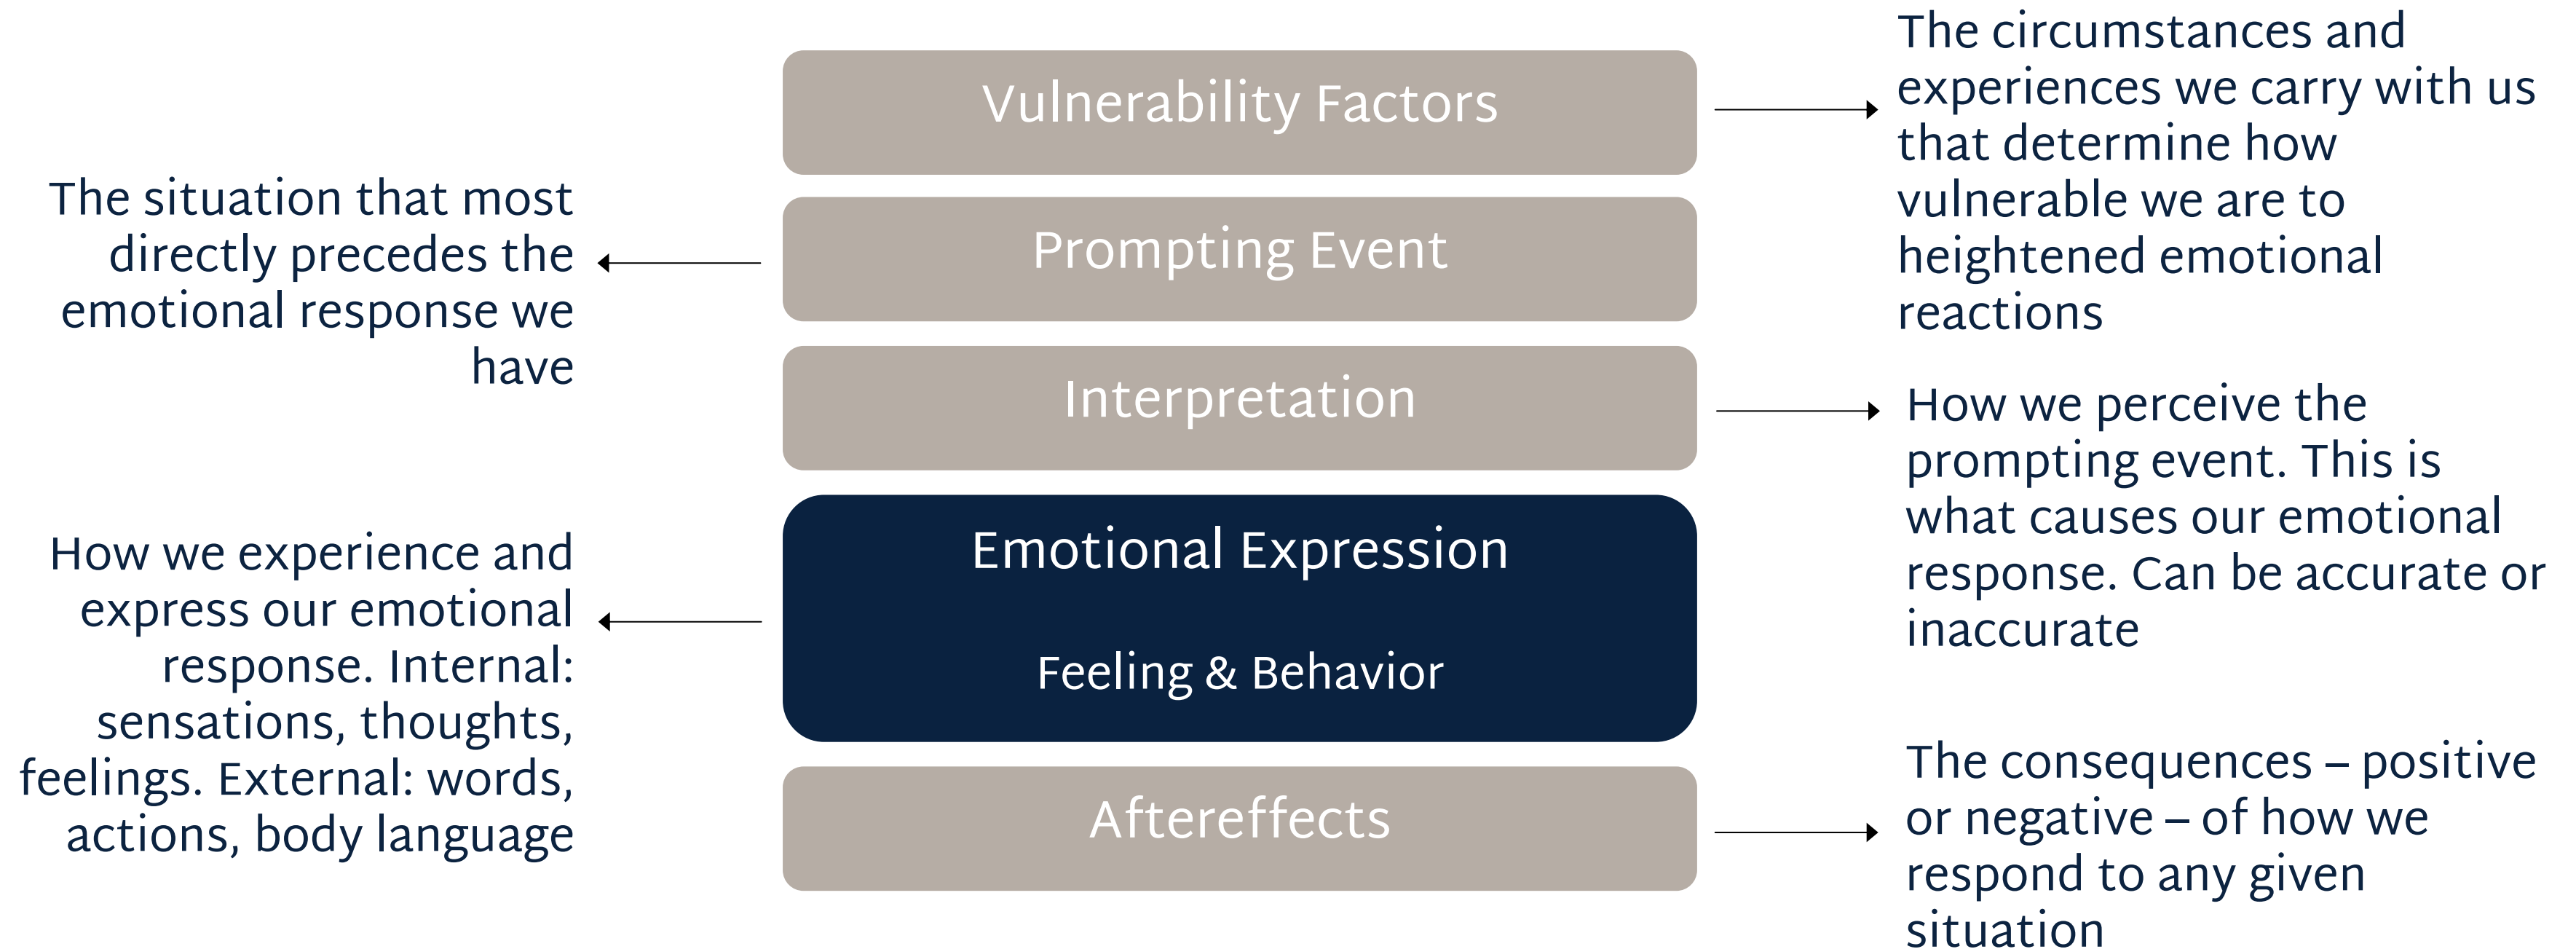 Vulnerability Factors
The circumstances and
experiences we carry with us
that determine how
vulnerable we are to
heightened emotional
reactions
Prompting Event
The situation that most
directly precedes the
emotional response we
have
Interpretation
How we perceive the
prompting event. This is
what causes our emotional
response. Can be accurate or
inaccurate
Emotional Expression
Feeling & Behavior
How we experience and
express our emotional
response. Internal:
sensations, thoughts,
feelings. External: words,
actions, body language
Aftereffects
The consequences – positive
or negative – of how we
respond to any given
situation